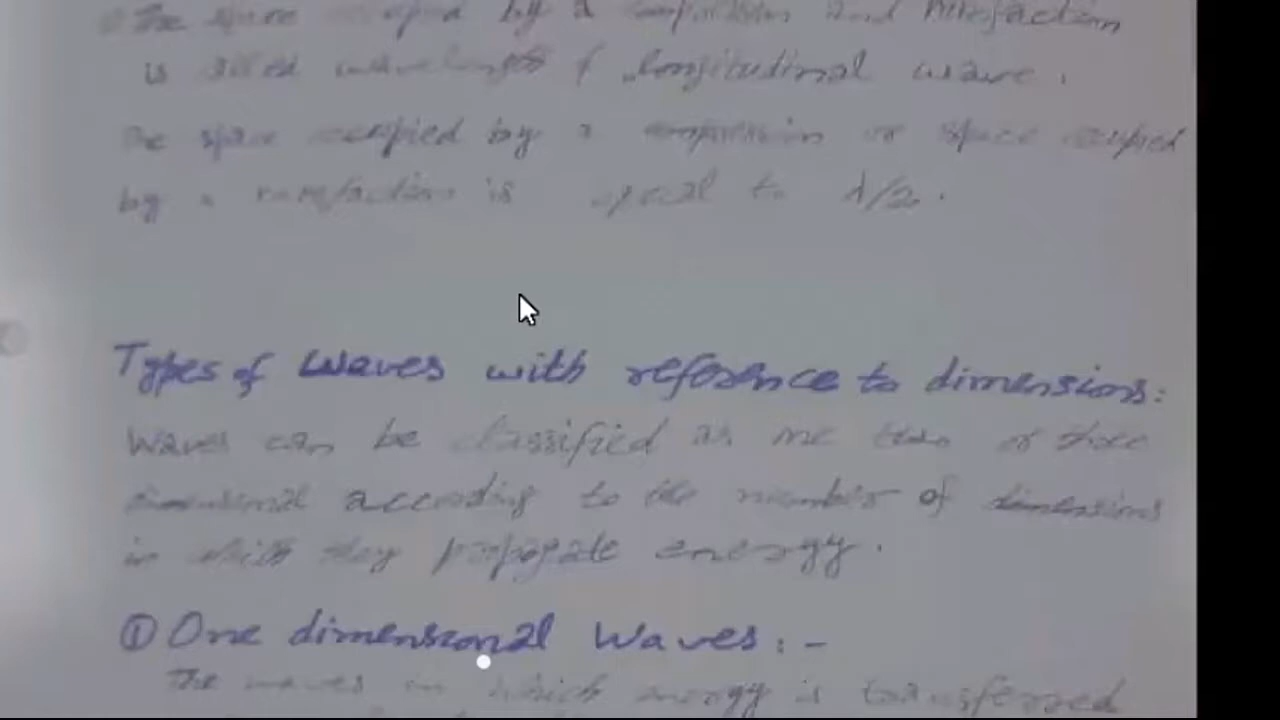 The space occupied by a compression and rarefaction
is called wavelength of longitudinal wave.
The space occupied by a compression or space occupied
by a rarefaction is equal to λ/2.
Types of Waves with reference to dimensions:
Waves can be classified as one two or three
dimensional according to the number of dimensions
in which they propogate energy.
① One dimensional Waves:-
The waves in which energy is transferred